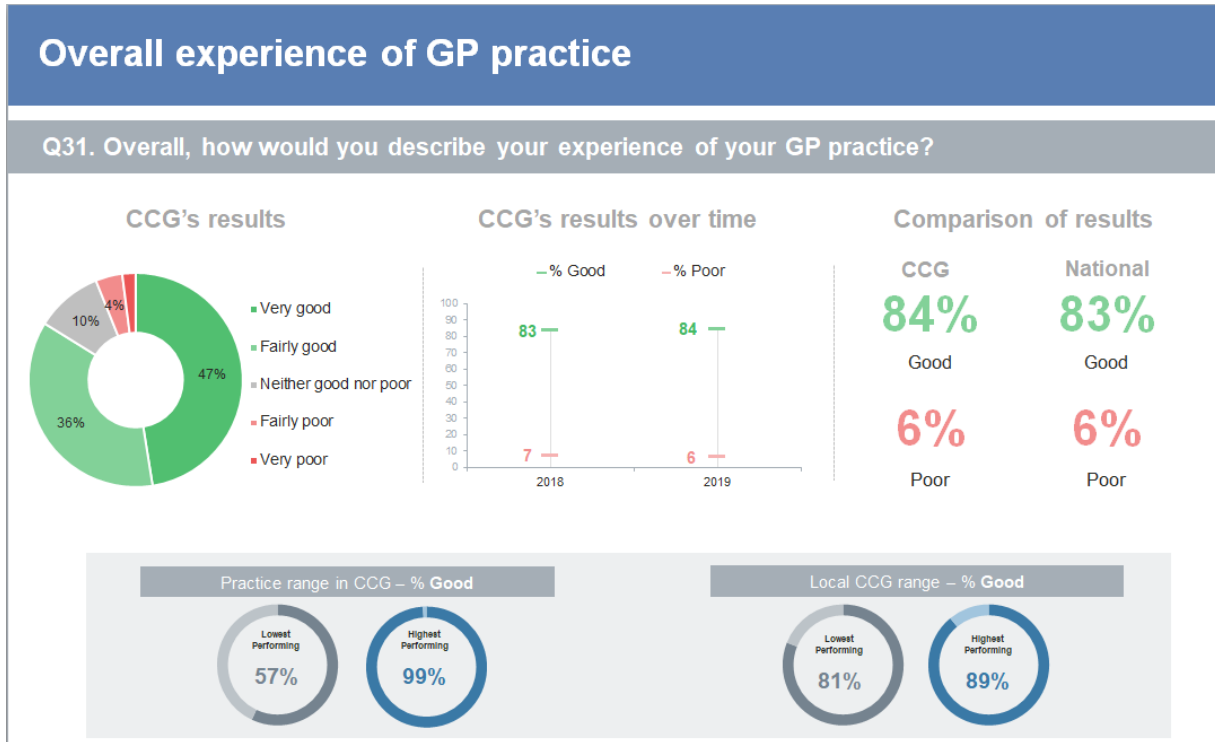 Overall experience of GP practice
Q31. Overall, how would you describe your experience of your GP practice?
CCG's results
47%
36%
10%
4%
Very good
Fairly good
Neither good nor poor
Fairly poor
Very poor
CCG's results over time
% Good
% Poor
100
90
80
70
60
50
40
30
20
10
0
83
84
7
6
2018
2019
Comparison of results
CCG
National
84%
83%
Good
Good
6%
6%
Poor
Poor
Practice range in CCG – % Good
Lowest
Performing
57%
Highest
Performing
99%
Local CCG range – % Good
Lowest
Performing
81%
Highest
Performing
89%